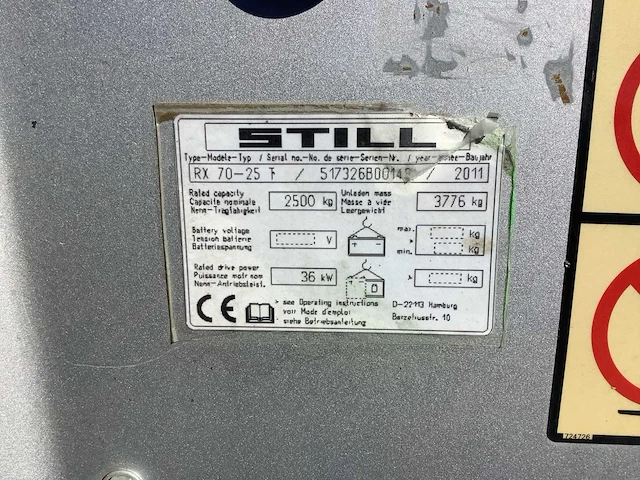 STILL
Type-Modele-Typ / Serial no.-No. de série-Serien-Nr. / year-année-Baujahr
RX 70-25 T / / 2011
Rated capacity
Capacité nominale
Nenn-Tragfähigkeit
2500 kg
Unladen mass
Masse à vide
Leergewicht
3776 kg
Battery voltage
Tension batterie
Batteriespannung
V
max. kg
*
min. kg
Rated drive power
Puissance motr.nom
Nenn-Antriebsleist.
36 kW
* kg
CE
* see Operating instructions
voir Mode d'emploi
siehe Betriebsanleitung
D-22113 Hamburg
Berzeliusstr. 10
724726